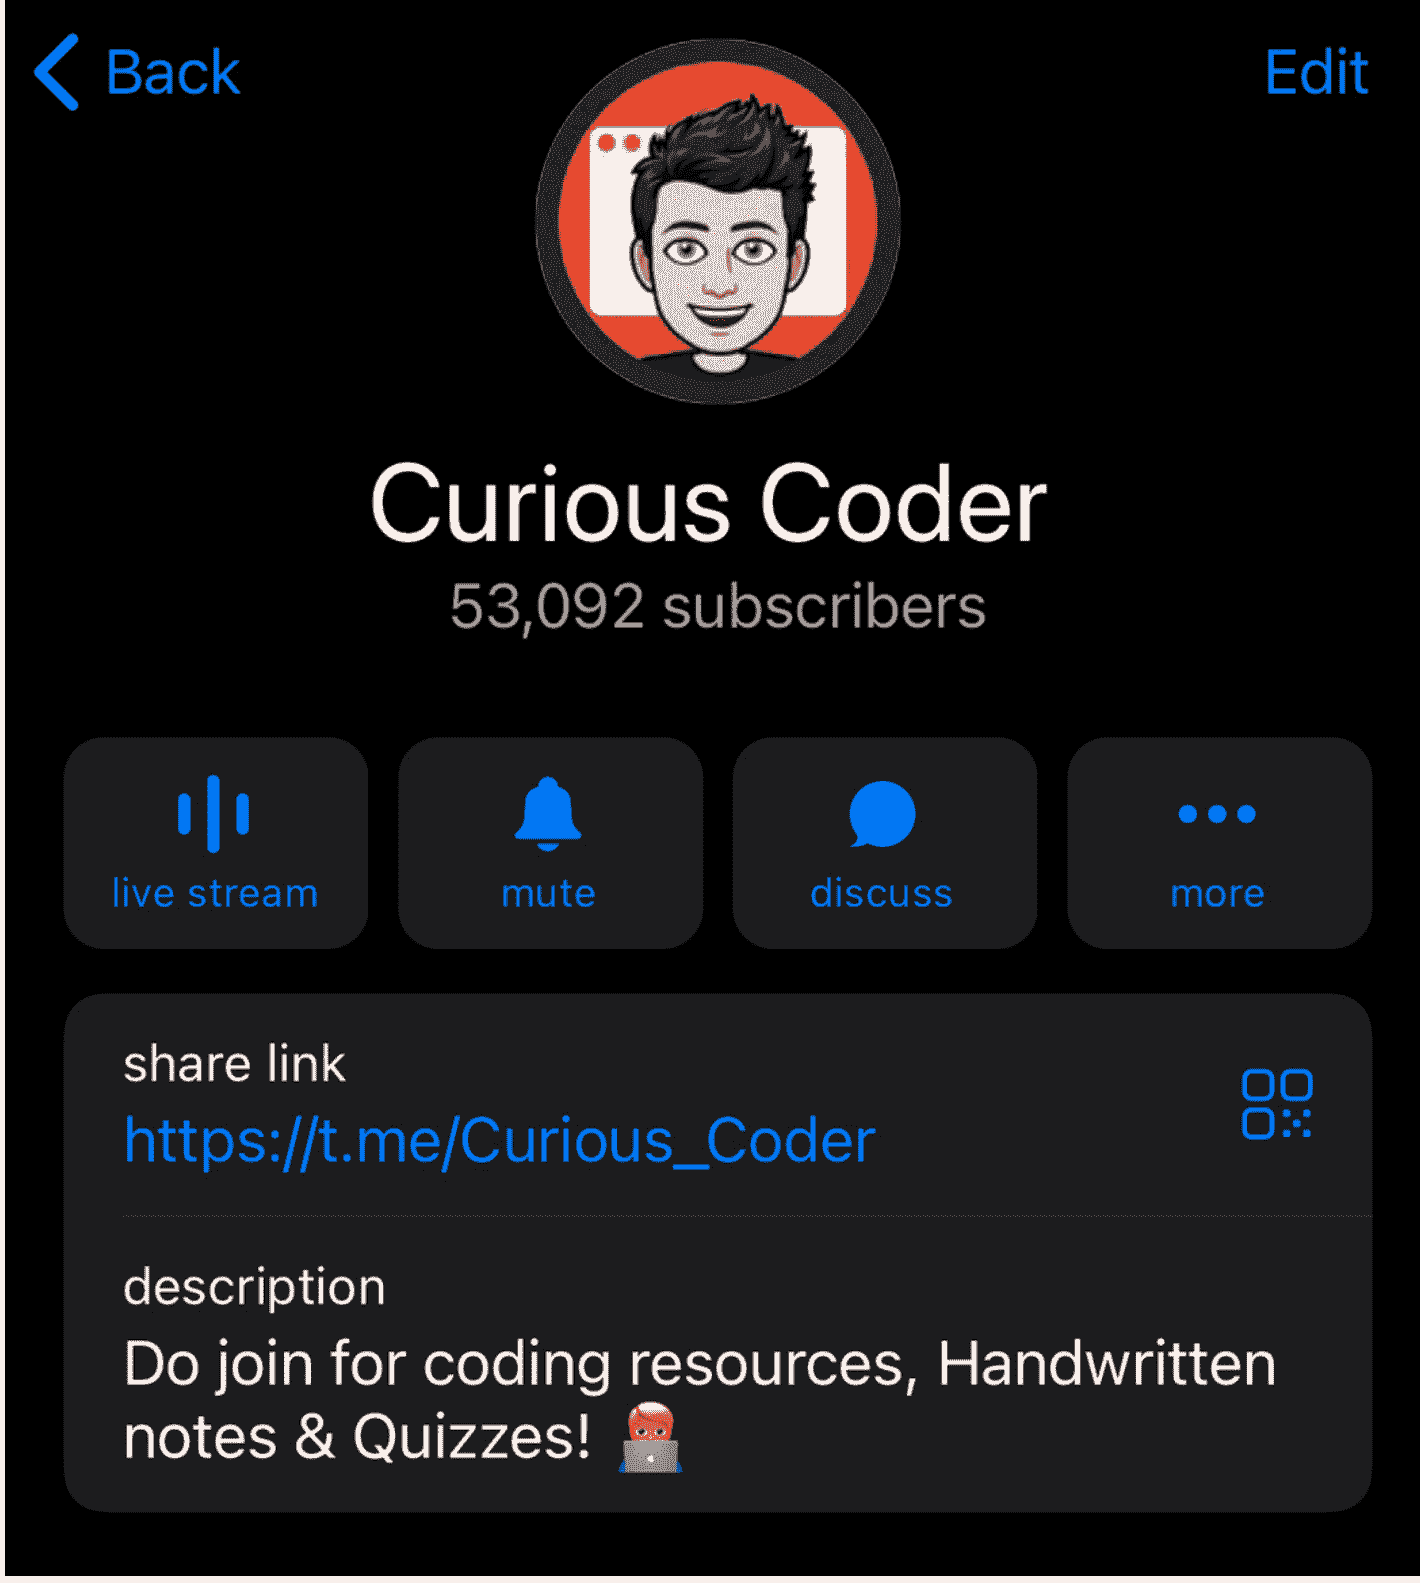 Back
Edit
Curious Coder
53,092 subscribers
live stream
mute
discuss
more
share link
https://t.me/Curious_Coder
description
Do join for coding resources, Handwritten
notes & Quizzes! 👨‍💻